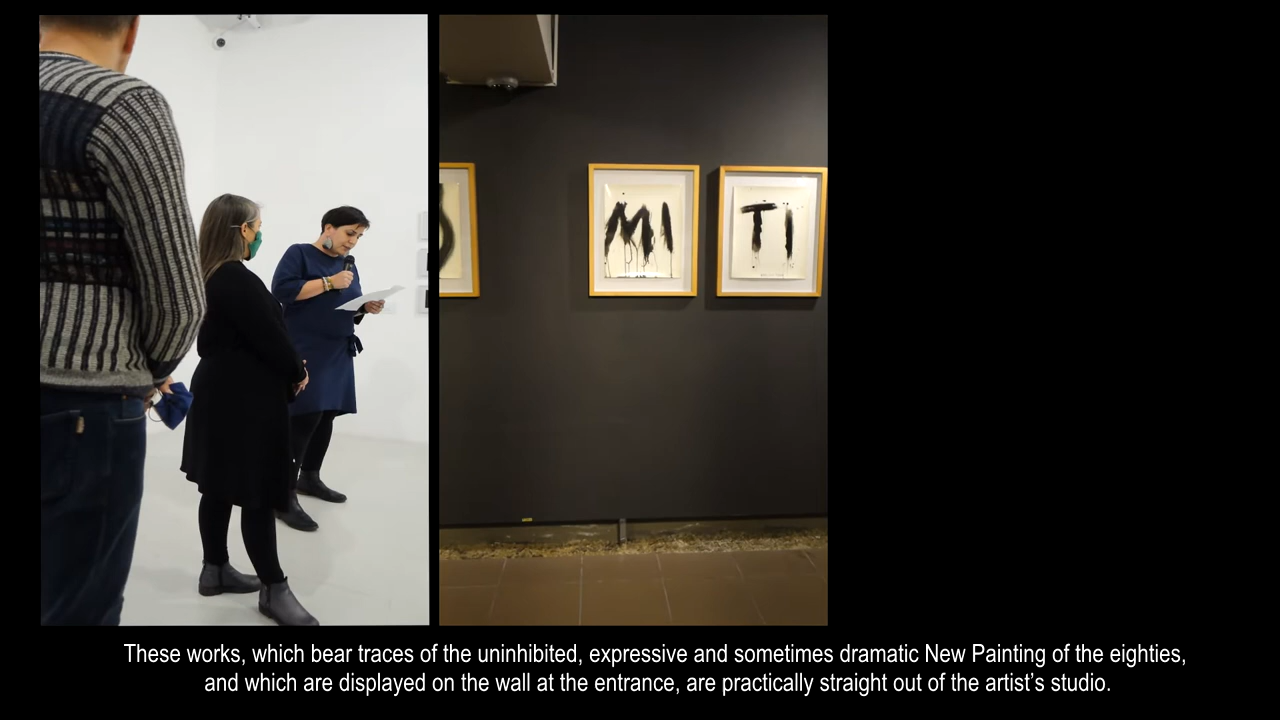 MI
TI
These works, which bear traces of the uninhibited, expressive and sometimes dramatic New Painting of the eighties,
and which are displayed on the wall at the entrance, are practically straight out of the artist’s studio.